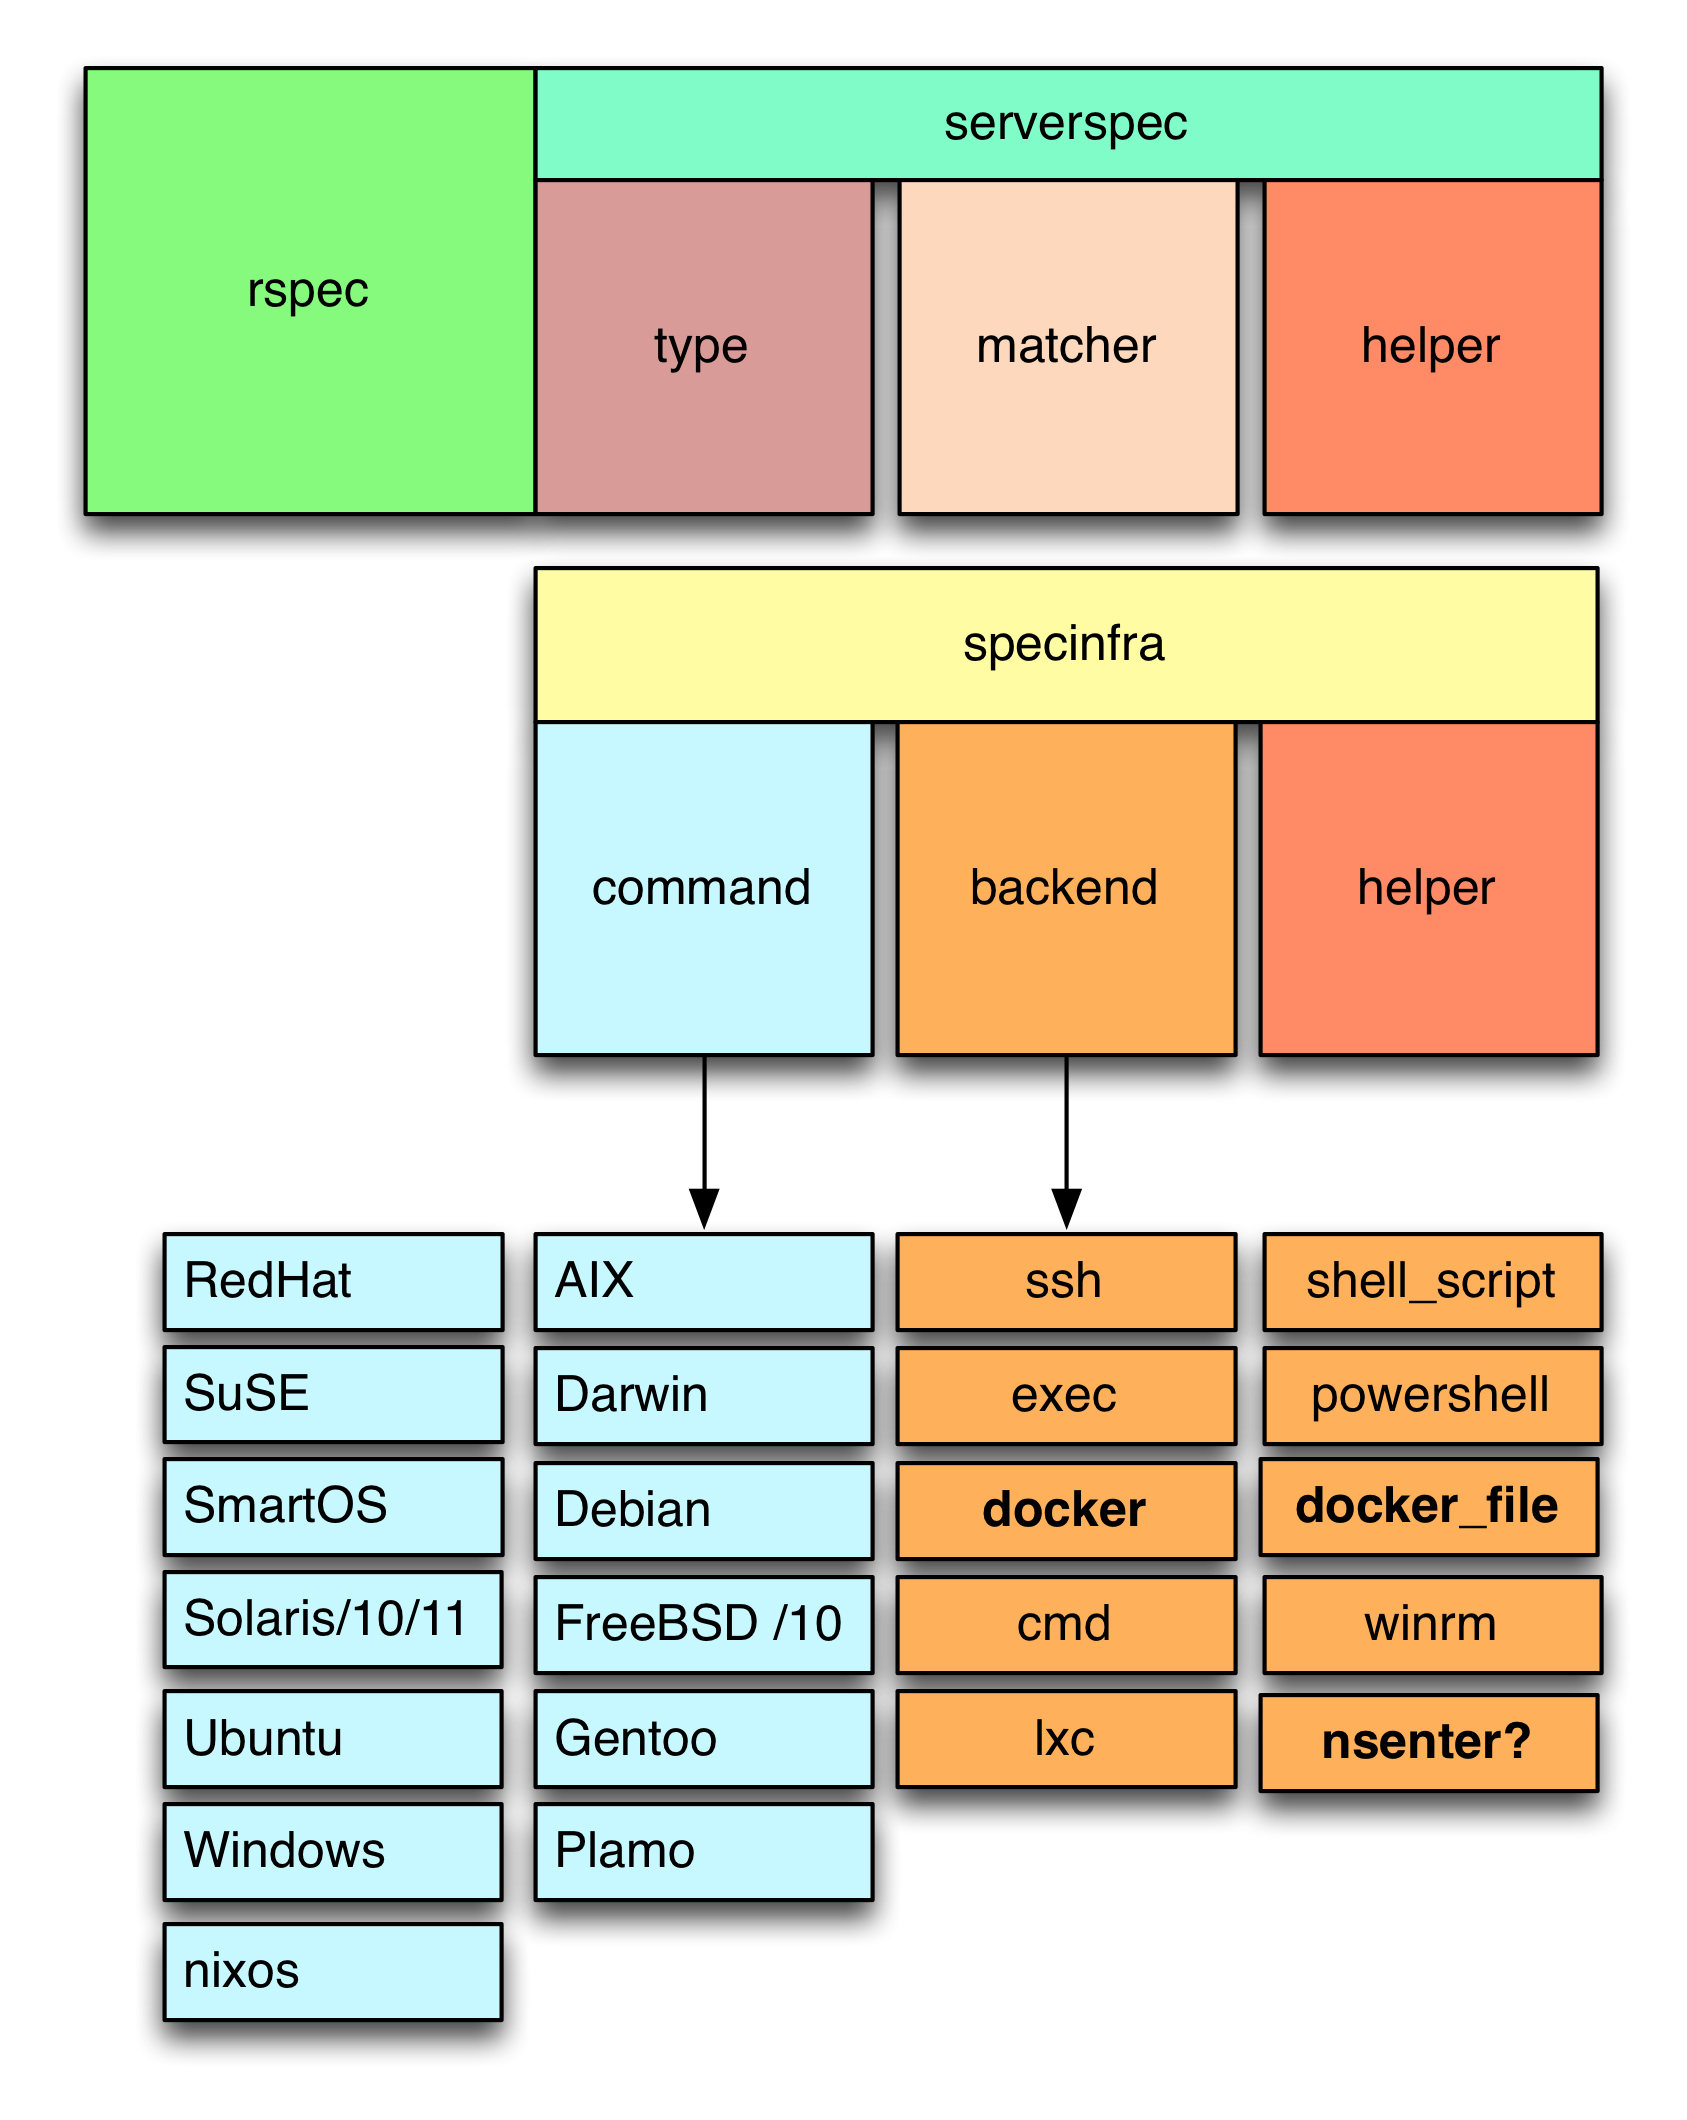 serverspec
rspec
type
matcher
helper
specinfra
command
backend
helper
RedHat
AIX
ssh
shell_script
SuSE
Darwin
exec
powershell
SmartOS
Debian
docker
docker_file
Solaris/10/11
FreeBSD /10
cmd
winrm
Ubuntu
Gentoo
lxc
nsenter?
Windows
Plamo
nixos